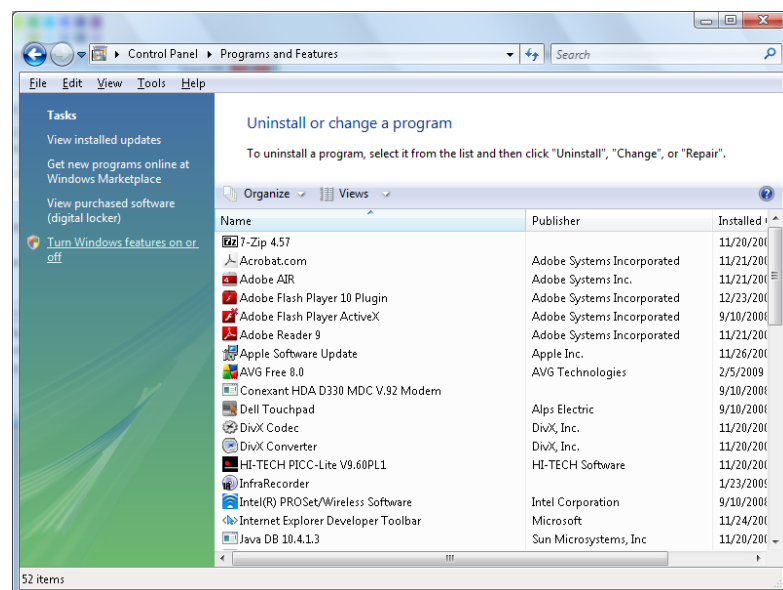 Control Panel ▸ Programs and Features
Search
File Edit View Tools Help
Tasks
View installed updates
Get new programs online at
Windows Marketplace
View purchased software
(digital locker)
Turn Windows features on or
off
Uninstall or change a program
To uninstall a program, select it from the list and then click "Uninstall", "Change", or "Repair".
Organize Views
Name Publisher Installed
7-Zip 4.57 11/20/200
Acrobat.com Adobe Systems Incorporated 11/21/200
Adobe AIR Adobe Systems Inc. 11/21/200
Adobe Flash Player 10 Plugin Adobe Systems Incorporated 12/23/200
Adobe Flash Player ActiveX Adobe Systems Incorporated 9/10/2008
Adobe Reader 9 Adobe Systems Incorporated 11/21/200
Apple Software Update Apple Inc. 11/26/200
AVG Free 8.0 AVG Technologies 2/5/2009
Conexant HDA D330 MDC V.92 Modem 9/10/2008
Dell Touchpad Alps Electric 9/10/2008
DivX Codec DivX, Inc. 11/20/200
DivX Converter DivX, Inc. 11/20/200
HI-TECH PICC-Lite V9.60PL1 HI-TECH Software 11/20/200
InfraRecorder 1/23/2009
Intel(R) PROSet/Wireless Software Intel Corporation 9/10/2008
Internet Explorer Developer Toolbar Microsoft 11/24/200
Java DB 10.4.1.3 Sun Microsystems, Inc 11/20/200
52 items